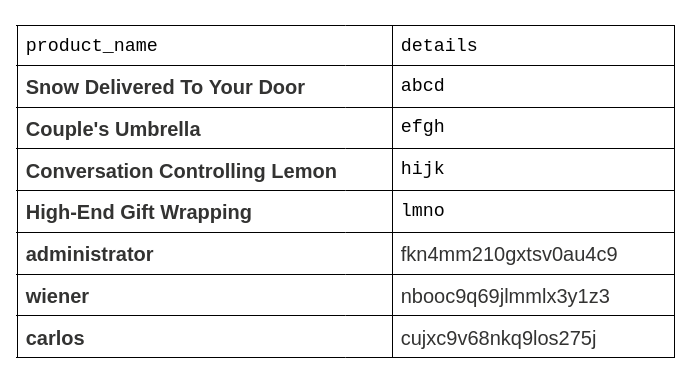 product_name details
Snow Delivered To Your Door abcd
Couple's Umbrella efgh
Conversation Controlling Lemon hijk
High-End Gift Wrapping lmno
administrator fkn4mm210gxtsv0au4c9
wiener nbooc9q69jlmmlx3y1z3
carlos cujxc9v68nkq9los275j